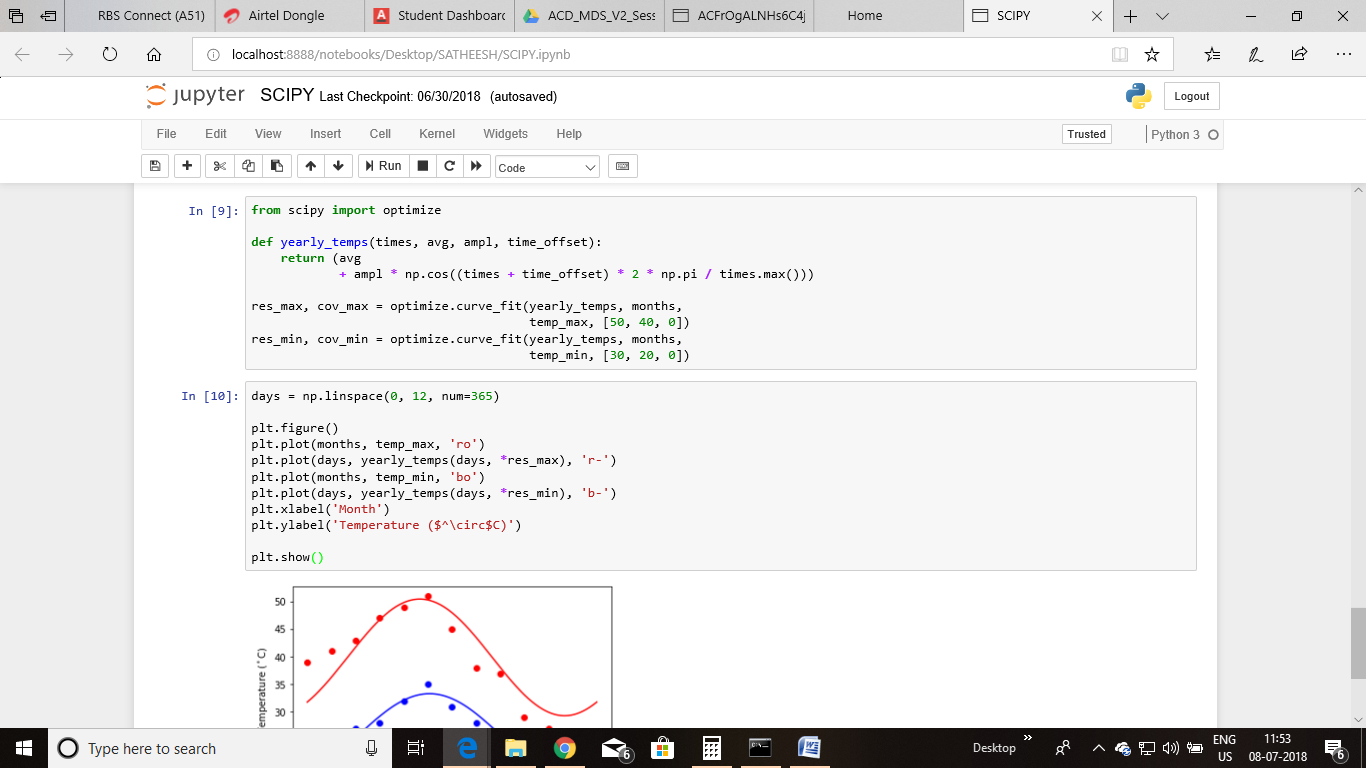 RBS Connect (A51) Airtel Dongle A Student Dashboard ACD_MDS_V2_Sess ACFrOgALNHs6C4j Home SCIPY
localhost:8888/notebooks/Desktop/SATHEESH/SCIPY.ipynb
jupyter SCIPY Last Checkpoint: 06/30/2018 (autosaved) Logout
File Edit View Insert Cell Kernel Widgets Help Trusted Python 3
Run Code
In [9]: from scipy import optimize
def yearly_temps(times, avg, ampl, time_offset):
return (avg
+ ampl * np.cos((times + time_offset) * 2 * np.pi / times.max()))
res_max, cov_max = optimize.curve_fit(yearly_temps, months,
temp_max, [50, 40, 0])
res_min, cov_min = optimize.curve_fit(yearly_temps, months,
temp_min, [30, 20, 0])
In [10]: days = np.linspace(0, 12, num=365)
plt.figure()
plt.plot(months, temp_max, 'ro')
plt.plot(days, yearly_temps(days, *res_max), 'r-')
plt.plot(months, temp_min, 'bo')
plt.plot(days, yearly_temps(days, *res_min), 'b-')
plt.xlabel('Month')
plt.ylabel('Temperature ($^\circ$C)')
plt.show()
50
45
40
35
30
emperature (°C)
Type here to search 6 Desktop » ENG 11:53
US 08-07-2018 6